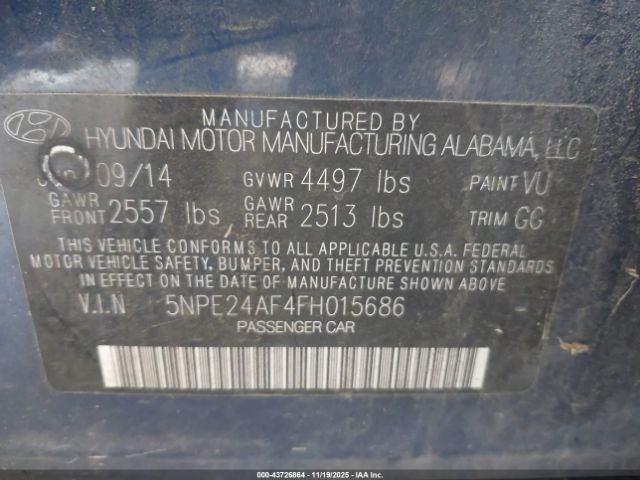 MANUFACTURED BY
HYUNDAI MOTOR MANUFACTURING ALABAMA, LLC
09/14 GVWR 4497 lbs PAINT VU
GAWR FRONT 2557 lbs GAWR REAR 2513 lbs TRIM GG
THIS VEHICLE CONFORMS TO ALL APPLICABLE U.S.A. FEDERAL
MOTOR VEHICLE SAFETY, BUMPER, AND THEFT PREVENTION STANDARDS
IN EFFECT ON THE DATE OF MANUFACTURE SHOWN ABOVE
V.I.N 5NPE24AF4FH015686
PASSENGER CAR
000-43726864 - 11/19/2025 - IAA Inc.